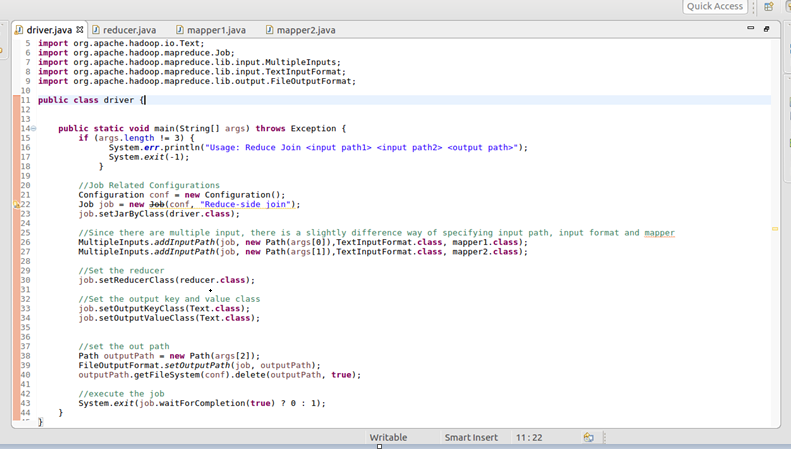 Quick Access
driver.java
reducer.java
mapper1.java
mapper2.java
5 import org.apache.hadoop.io.Text;
6 import org.apache.hadoop.mapreduce.Job;
7 import org.apache.hadoop.mapreduce.lib.input.MultipleInputs;
8 import org.apache.hadoop.mapreduce.lib.input.TextInputFormat;
9 import org.apache.hadoop.mapreduce.lib.output.FileOutputFormat;
10
11 public class driver {
12
13
14 public static void main(String[] args) throws Exception {
15 if (args.length != 3) {
16 System.err.println("Usage: Reduce Join <input path1> <input path2> <output path>");
17 System.exit(-1);
18 }
19
20 //Job Related Configurations
21 Configuration conf = new Configuration();
22 Job job = new Job(conf, "Reduce-side join");
23 job.setJarByClass(driver.class);
24
25 //Since there are multiple input, there is a slightly difference way of specifying input path, input format and mapper
26 MultipleInputs.addInputPath(job, new Path(args[0]),TextInputFormat.class, mapper1.class);
27 MultipleInputs.addInputPath(job, new Path(args[1]),TextInputFormat.class, mapper2.class);
28
29 //Set the reducer
30 job.setReducerClass(reducer.class);
31
32 //Set the output key and value class
33 job.setOutputKeyClass(Text.class);
34 job.setOutputValueClass(Text.class);
35
36
37 //set the out path
38 Path outputPath = new Path(args[2]);
39 FileOutputFormat.setOutputPath(job, outputPath);
40 outputPath.getFileSystem(conf).delete(outputPath, true);
41
42 //execute the job
43 System.exit(job.waitForCompletion(true) ? 0 : 1);
44 }
}
Writable
Smart Insert
11 : 22